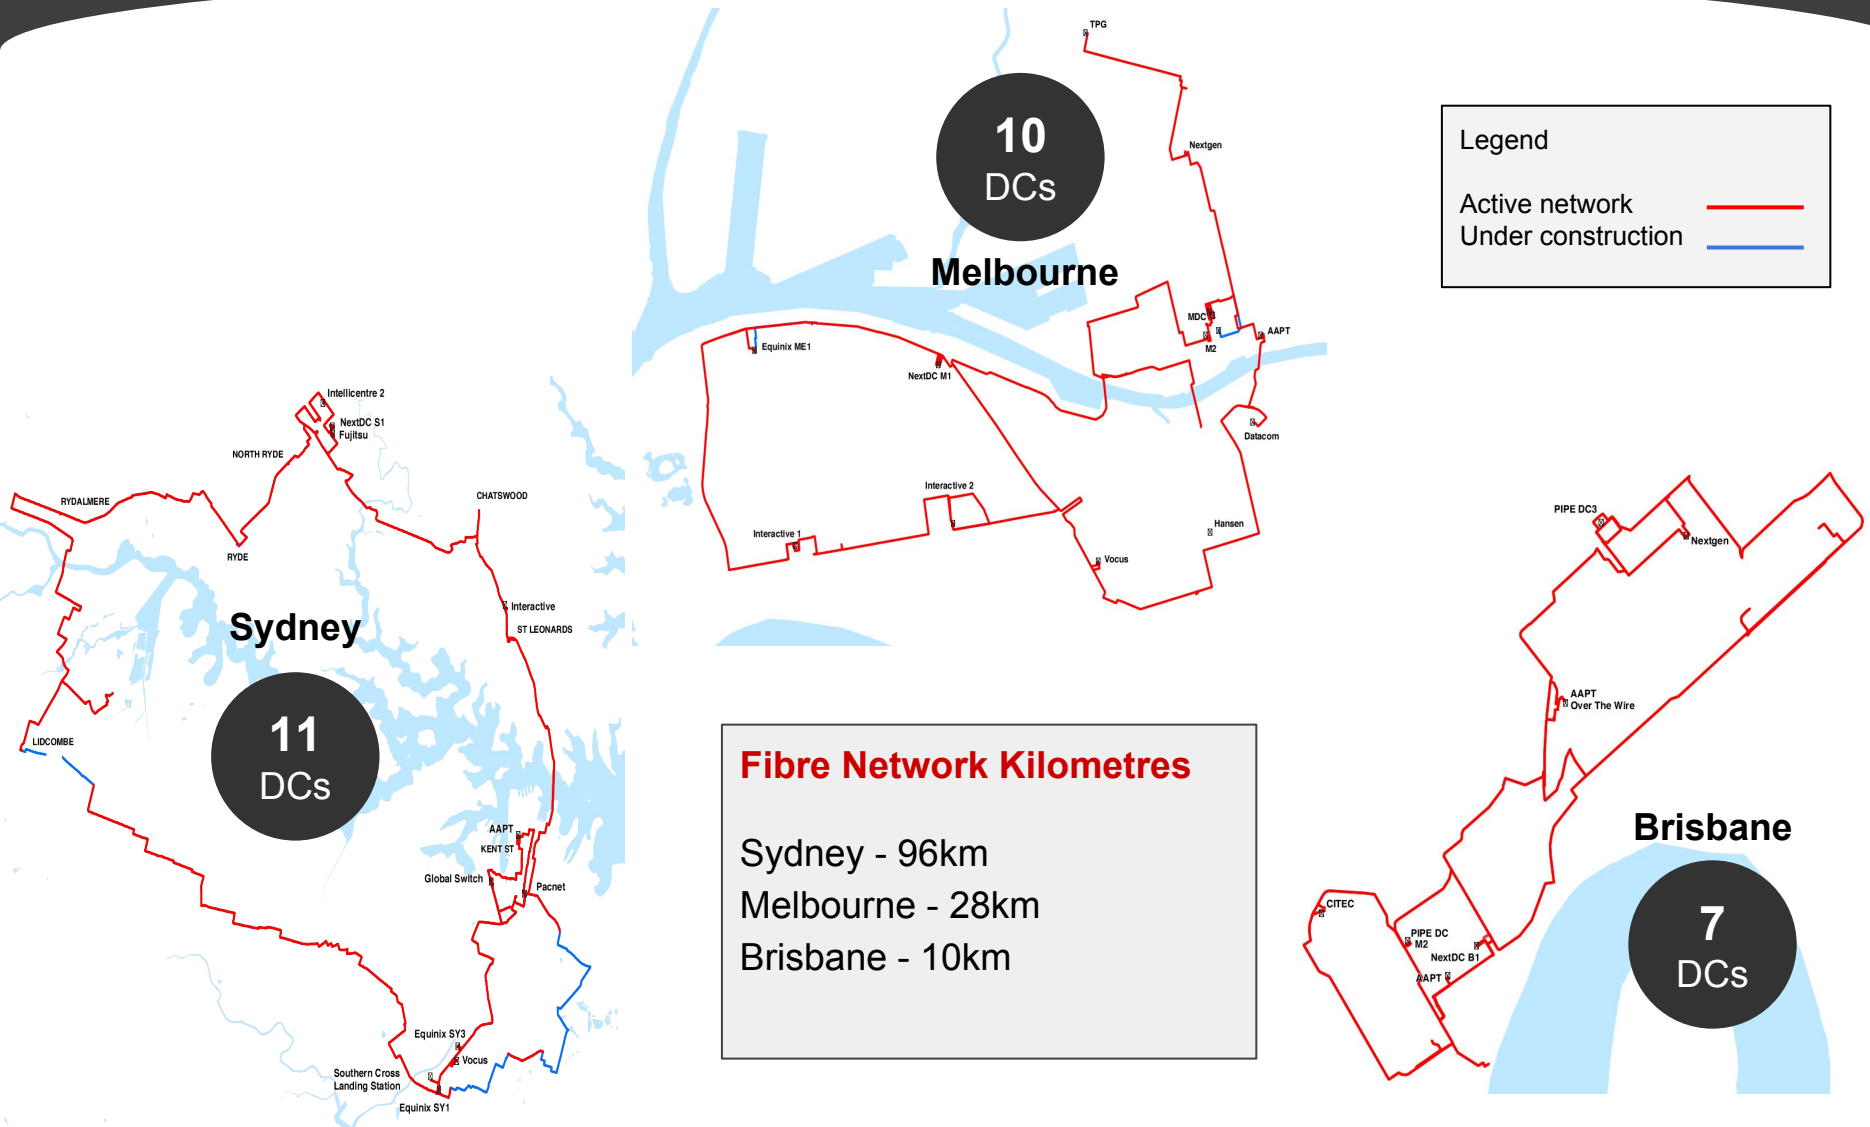 TPG
10
DCs
Nextgen
Melbourne
MDC
AAPT
M2
Equinix ME1
NextDC M1
Datacom
Interactive 2
Interactive 1
Hansen
Vocus
Legend
Active network
Under construction
Intellicentre 2
NextDC S1
Fujitsu
NORTH RYDE
RYDALMERE
CHATSWOOD
RYDE
Interactive
ST LEONARDS
Sydney
11
DCs
LIDCOMBE
AAPT
KENT ST
Global Switch
Pacnet
Equinix SY3
Vocus
Southern Cross
Landing Station
Equinix SY1
Fibre Network Kilometres
Sydney - 96km
Melbourne - 28km
Brisbane - 10km
PIPE DC3
Nextgen
AAPT
Over The Wire
Brisbane
7
DCs
CITEC
PIPE DC
M2
NextDC B1
AAPT